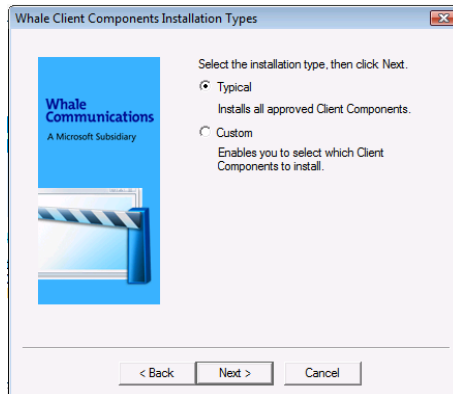 Whale Client Components Installation Types
Select the installation type, then click Next.
Typical
Installs all approved Client Components.
Custom
Enables you to select which Client
Components to install.
Whale
Communications
A Microsoft Subsidiary
< Back
Next >
Cancel